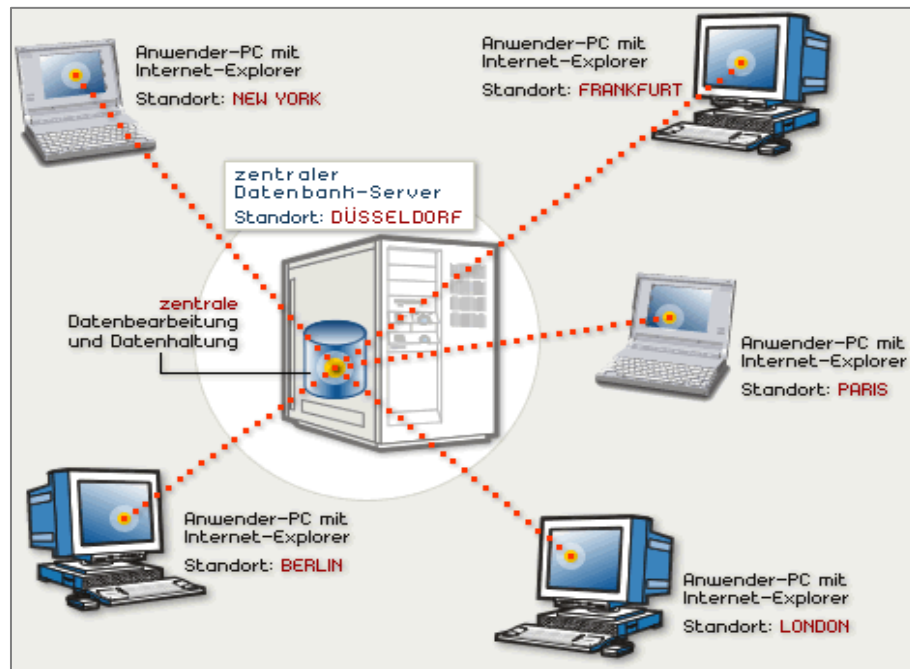 Anwender-PC mit
Internet-Explorer
Standort: NEW YORK
Anwender-PC mit
Internet-Explorer
Standort: FRANKFURT
zentraler
Datenbank-Server
Standort: DÜSSELDORF
zentrale
Datenbearbeitung
und Datenhaltung
Anwender-PC mit
Internet-Explorer
Standort: PARIS
Anwender-PC mit
Internet-Explorer
Standort: BERLIN
Anwender-PC mit
Internet-Explorer
Standort: LONDON